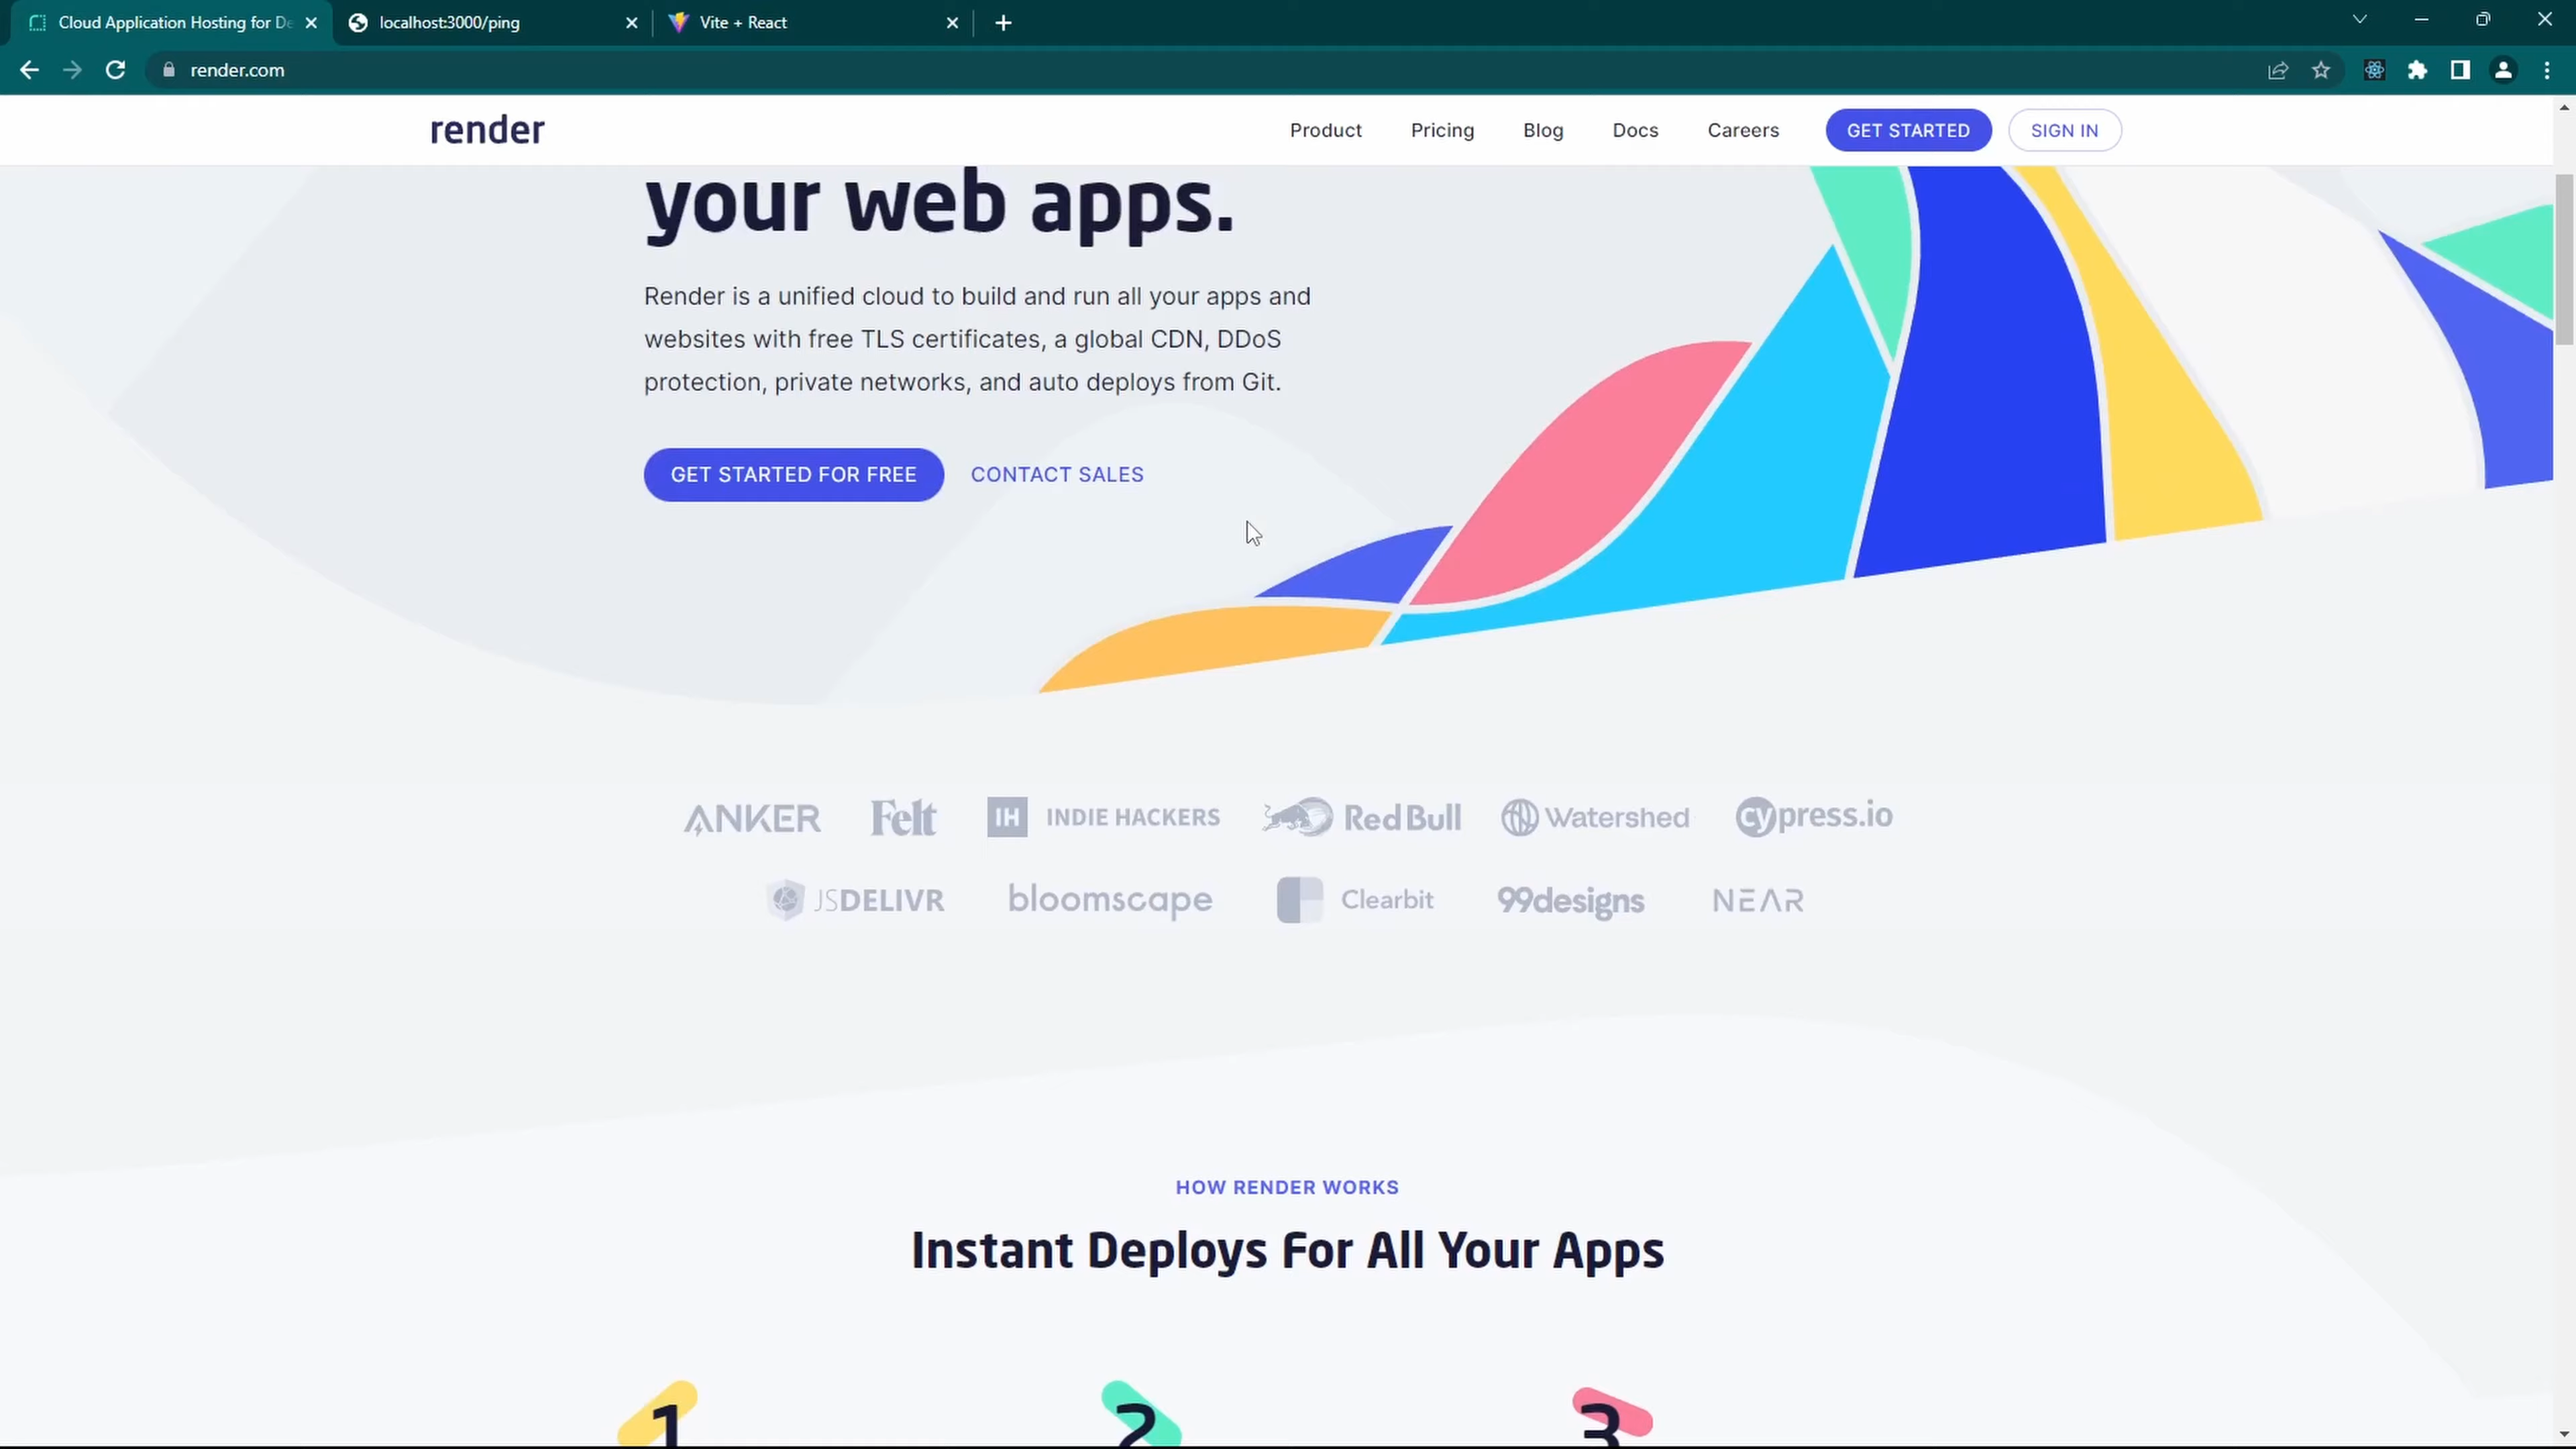 Cloud Application Hosting for De
localhost:3000/ping
Vite + React
render.com
render
Product
Pricing
Blog
Docs
Careers
GET STARTED
SIGN IN
your web apps.
Render is a unified cloud to build and run all your apps and
websites with free TLS certificates, a global CDN, DDoS
protection, private networks, and auto deploys from Git.
GET STARTED FOR FREE
CONTACT SALES
ANKER
Felt
IH INDIE HACKERS
Red Bull
Watershed
cypress.io
JSDELIVR
bloomscape
Clearbit
99designs
NEAR
HOW RENDER WORKS
Instant Deploys For All Your Apps
1
2
3